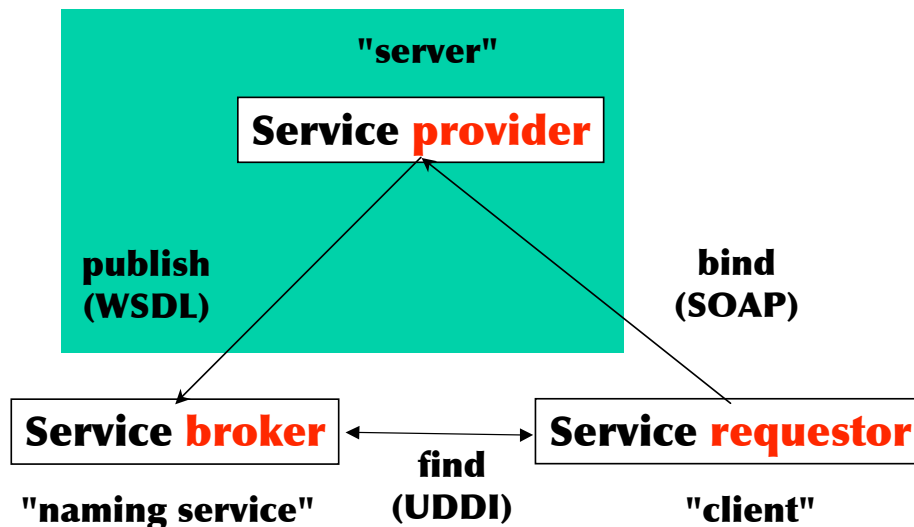 "server"
Service provider
publish
(WSDL)
bind
(SOAP)
Service broker
Service requestor
find
(UDDI)
"naming service"
"client"